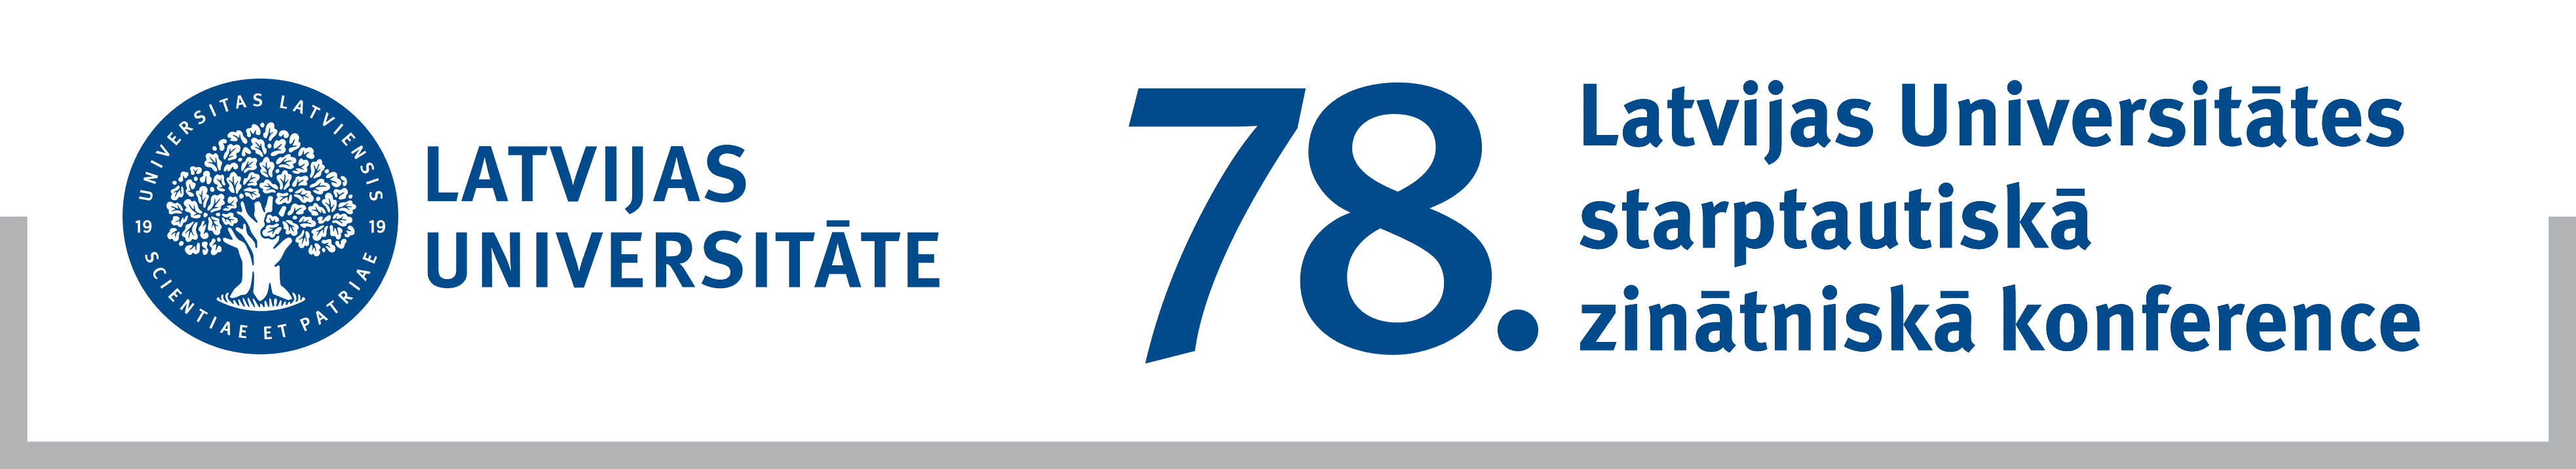 UNIVERSITAS LATVIENSIS
19 19
SCIENTIAE ET PATRIAE
LATVIJAS
UNIVERSITĀTE
78.
Latvijas Universitātes
starptautiskā
zinātniskā konference